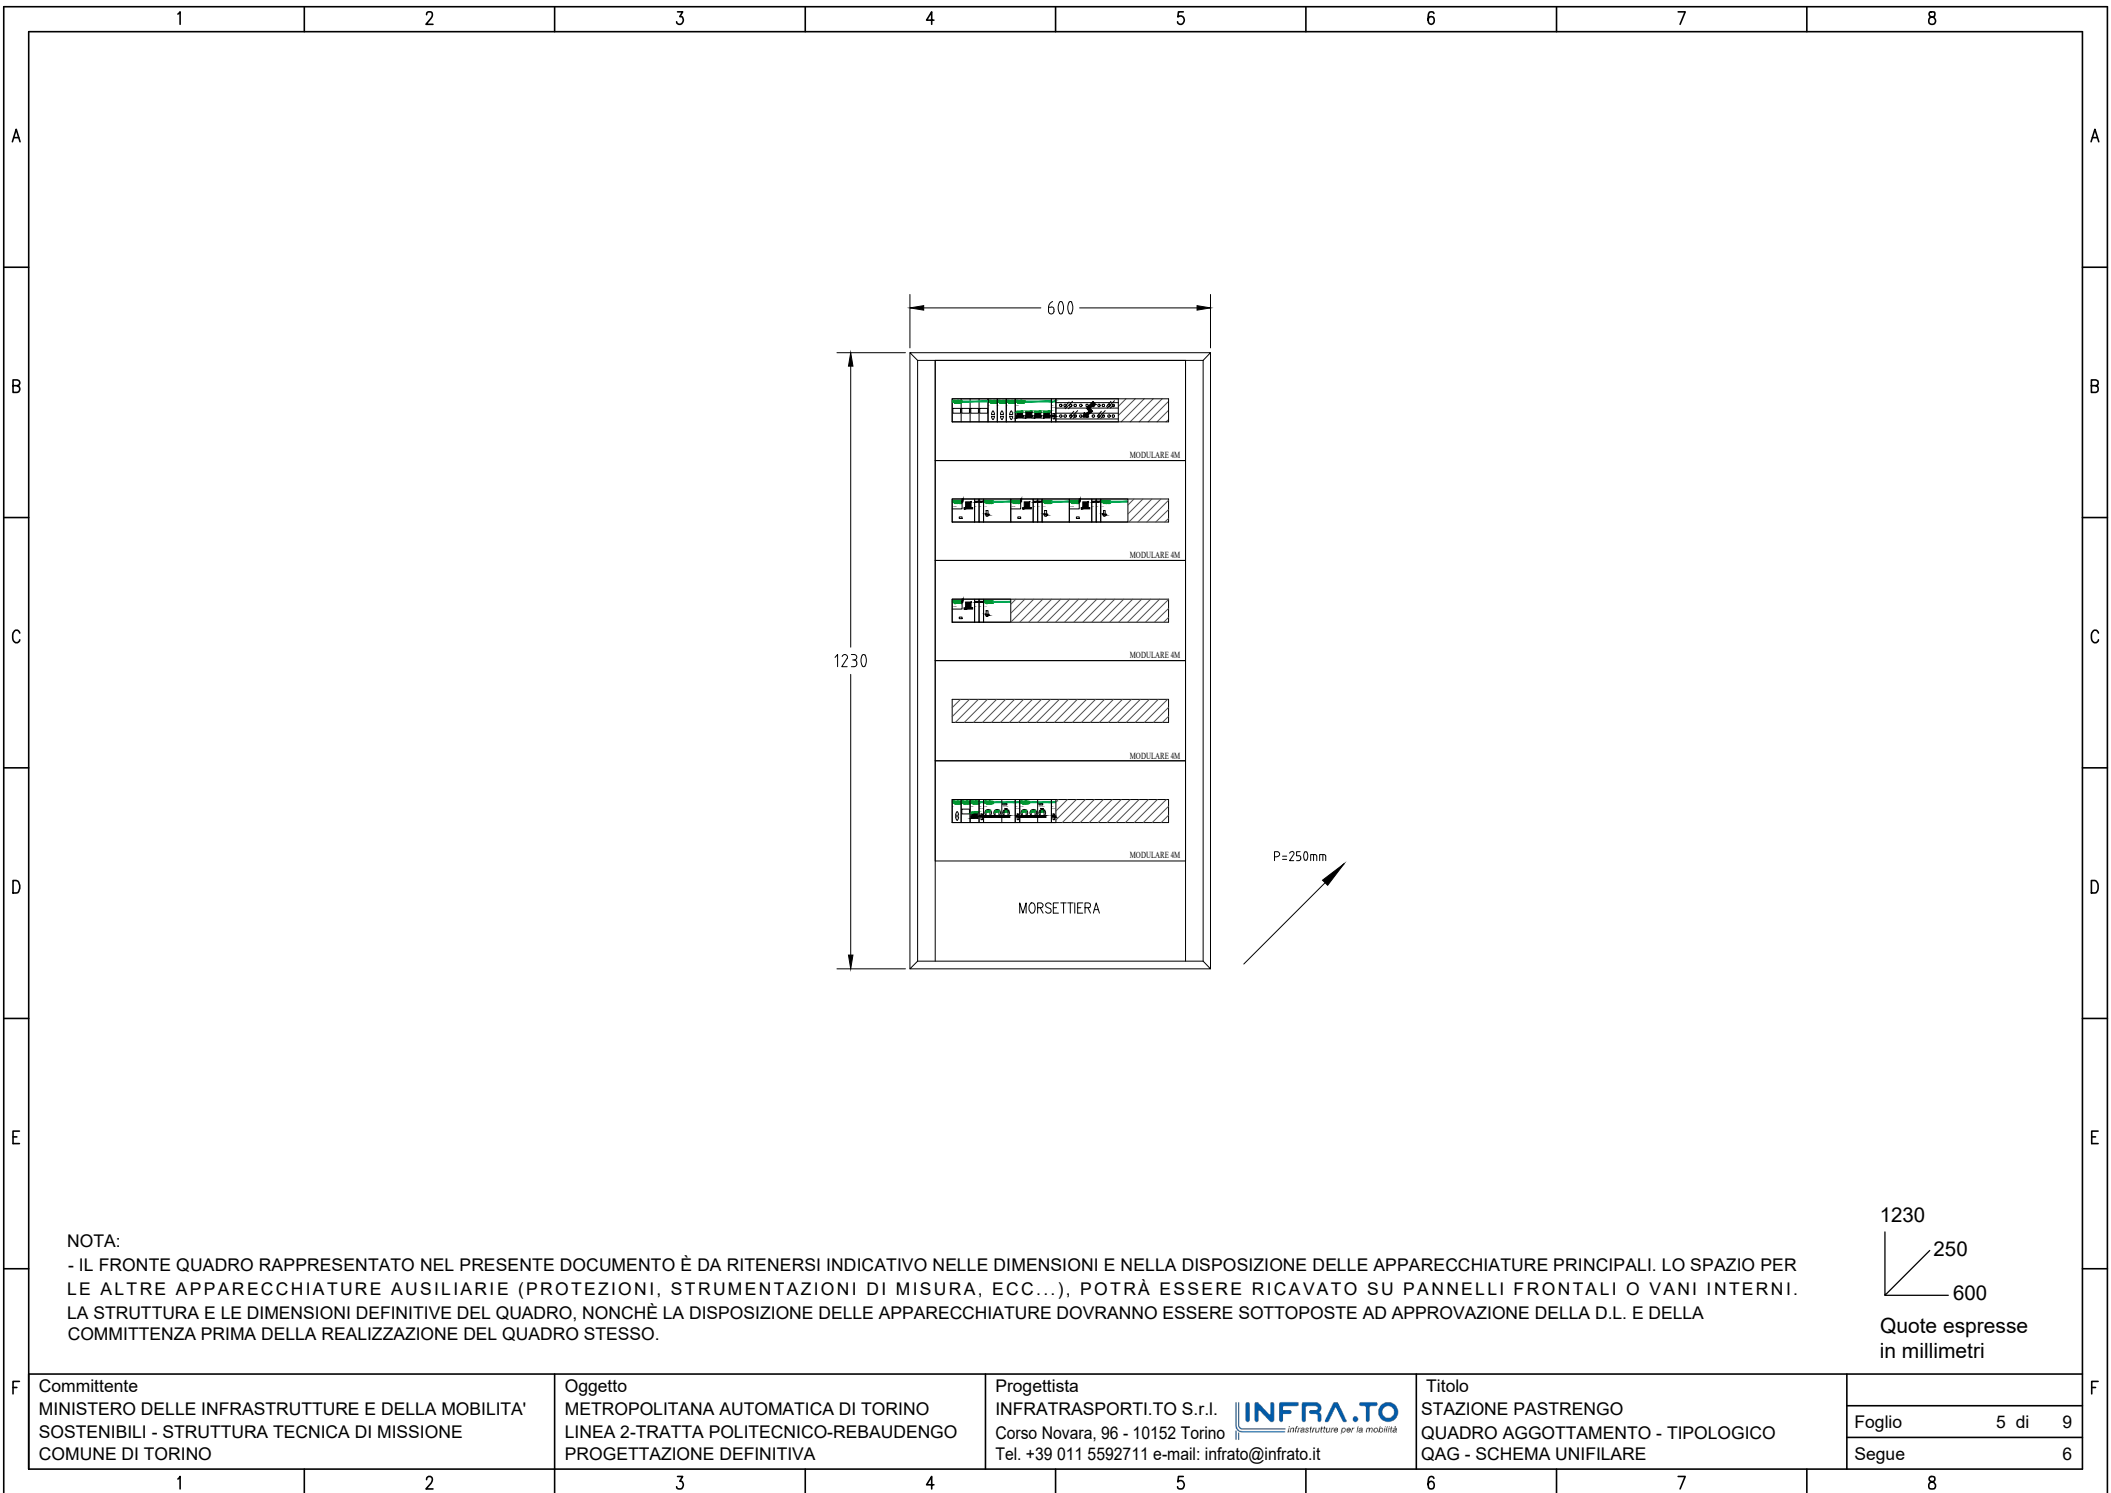 1 2 3 4 5 6 7 8
A A
600
B B
MODULARE 4M
MODULARE 4M
C C
1230
MODULARE 4M
MODULARE 4M
P=250mm
MODULARE 4M
D D
MORSETTIERA
E E
1230
250
600
Quote espresse
in millimetri
NOTA:
- IL FRONTE QUADRO RAPPRESENTATO NEL PRESENTE DOCUMENTO È DA RITENERSI INDICATIVO NELLE DIMENSIONI E NELLA DISPOSIZIONE DELLE APPARECCHIATURE PRINCIPALI. LO SPAZIO PER
LE ALTRE APPARECCHIATURE AUSILIARIE (PROTEZIONI, STRUMENTAZIONI DI MISURA, ECC...), POTRÀ ESSERE RICAVATO SU PANNELLI FRONTALI O VANI INTERNI.
LA STRUTTURA E LE DIMENSIONI DEFINITIVE DEL QUADRO, NONCHÈ LA DISPOSIZIONE DELLE APPARECCHIATURE DOVRANNO ESSERE SOTTOPOSTE AD APPROVAZIONE DELLA D.L. E DELLA
COMMITTENZA PRIMA DELLA REALIZZAZIONE DEL QUADRO STESSO.
F F
Committente
MINISTERO DELLE INFRASTRUTTURE E DELLA MOBILITA'
SOSTENIBILI - STRUTTURA TECNICA DI MISSIONE
COMUNE DI TORINO
Oggetto
METROPOLITANA AUTOMATICA DI TORINO
LINEA 2-TRATTA POLITECNICO-REBAUDENGO
PROGETTAZIONE DEFINITIVA
Progettista
INFRATRASPORTI.TO S.r.l.
Corso Novara, 96 - 10152 Torino
Tel. +39 011 5592711 e-mail: infrato@infrato.it
INFRA.TO
infrastrutture per la mobilità
Titolo
STAZIONE PASTRENGO
QUADRO AGGOTTAMENTO - TIPOLOGICO
QAG - SCHEMA UNIFILARE
Foglio 5 di 9
Segue 6
1 2 3 4 5 6 7 8